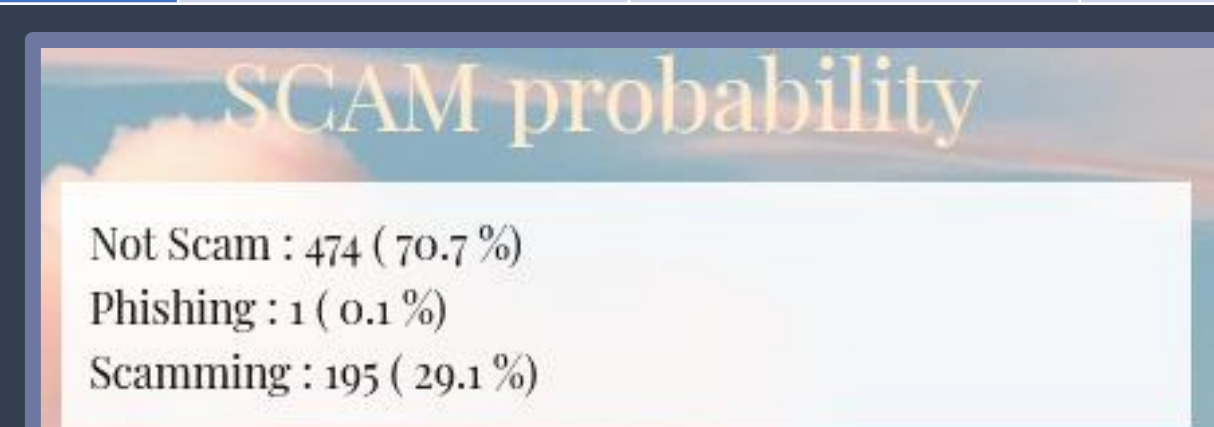 SCAM probability
Not Scam : 474 ( 70.7 %)
Phishing : 1 ( 0.1 %)
Scamming : 195 ( 29.1 %)